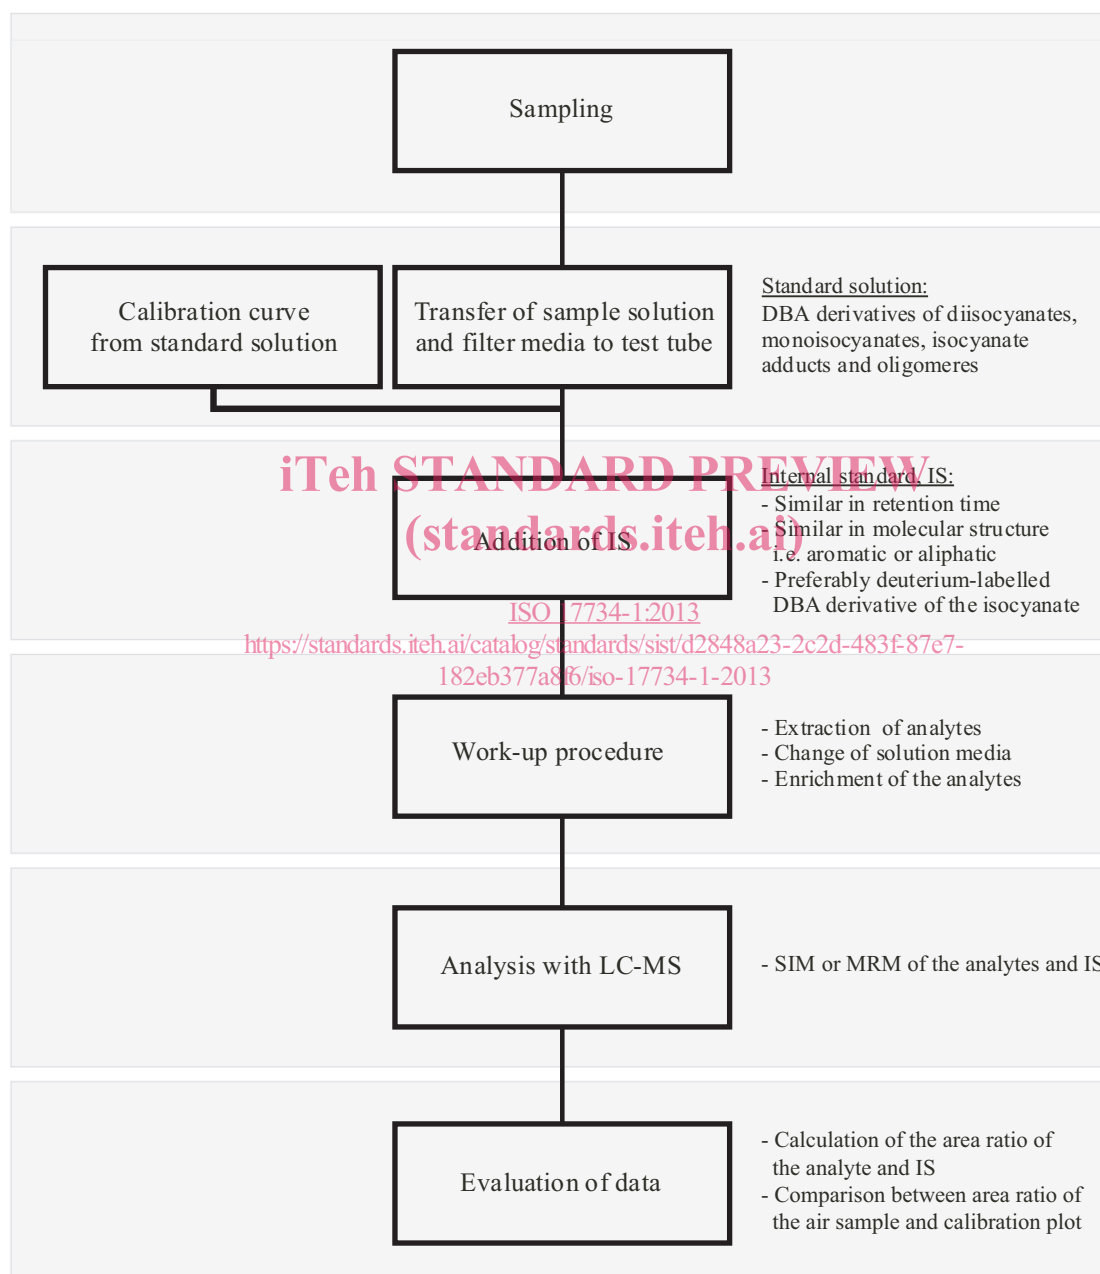 Sampling
Calibration curve
from standard solution
Transfer of sample solution
and filter media to test tube
Standard solution:
DBA derivatives of diisocyanates,
monoisocyanates, isocyanate
adducts and oligomeres
iTeh STANDARD PREVIEW
(standards.iteh.ai)
Addition of IS
Internal standard, IS:
- Similar in retention time
- Similar in molecular structure
i.e. aromatic or aliphatic
- Preferably deuterium-labelled
DBA derivative of the isocyanate
ISO 17734-1:2013
https://standards.iteh.ai/catalog/standards/sist/d2848a23-2c2d-483f-87e7-
182eb377a8f6/iso-17734-1-2013
Work-up procedure
- Extraction of analytes
- Change of solution media
- Enrichment of the analytes
Analysis with LC-MS
- SIM or MRM of the analytes and IS
Evaluation of data
- Calculation of the area ratio of
the analyte and IS
- Comparison between area ratio of
the air sample and calibration plot